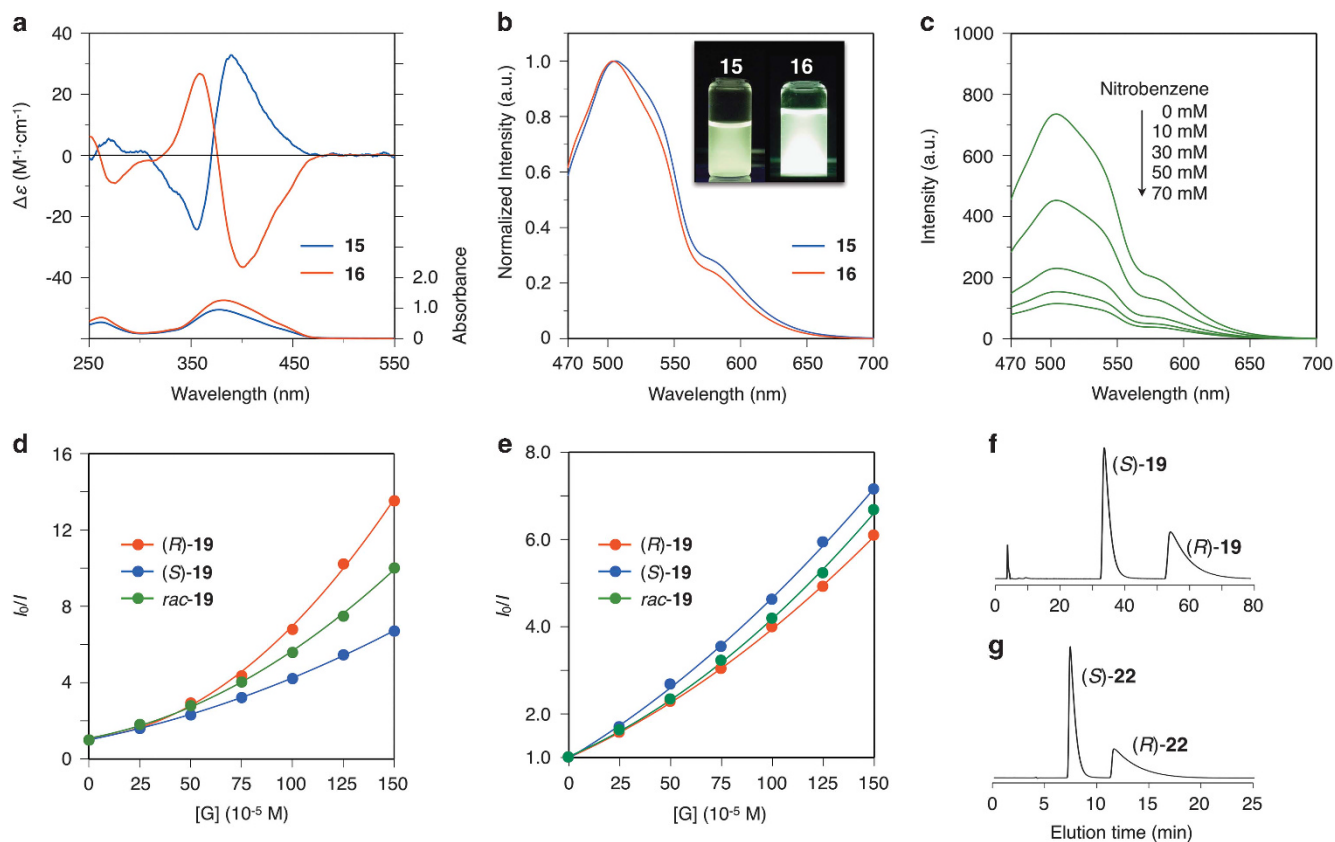 a
40
20
0
-20
-40
Δε (M⁻¹·cm⁻¹)
15
16
2.0
1.0
0
Absorbance
250
350
450
550
Wavelength (nm)
b
1.0
0.8
0.6
0.4
0.2
0
Normalized Intensity (a.u.)
15
16
15
16
470
500
550
600
650
700
Wavelength (nm)
c
1000
800
600
400
200
0
Intensity (a.u.)
Nitrobenzene
0 mM
10 mM
30 mM
50 mM
70 mM
470
500
550
600
650
700
Wavelength (nm)
d
16
12
8
4
0
I₀/I
(R)-19
(S)-19
rac-19
0
25
50
75
100
125
150
[G] (10⁻⁵ M)
e
8.0
6.0
4.0
2.0
1.0
I₀/I
(R)-19
(S)-19
rac-19
0
25
50
75
100
125
150
[G] (10⁻⁵ M)
f
(S)-19
(R)-19
0
20
40
60
80
g
(S)-22
(R)-22
0
5
10
15
20
25
Elution time (min)